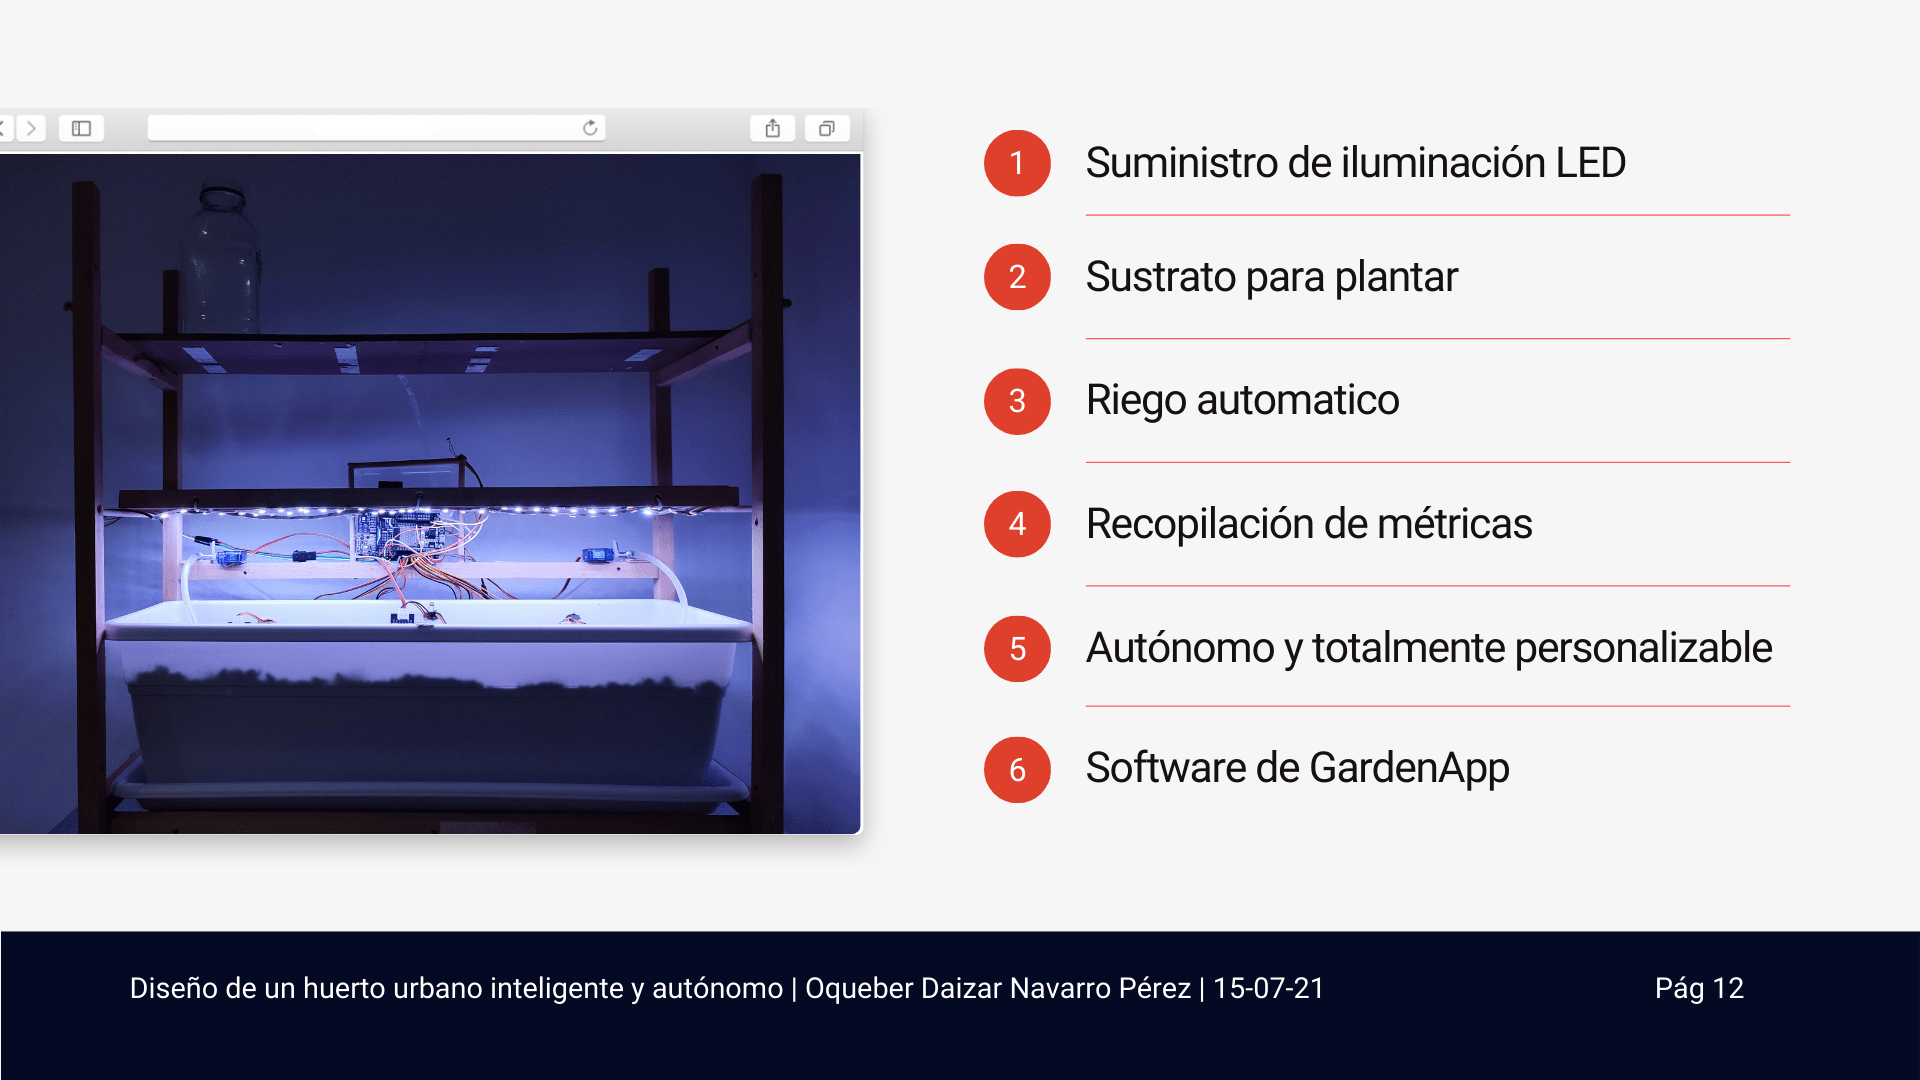 1 Suministro de iluminación LED
2 Sustrato para plantar
3 Riego automatico
4 Recopilación de métricas
5 Autónomo y totalmente personalizable
6 Software de GardenApp
Diseño de un huerto urbano inteligente y autónomo | Oqueber Daizar Navarro Pérez | 15-07-21 Pág 12